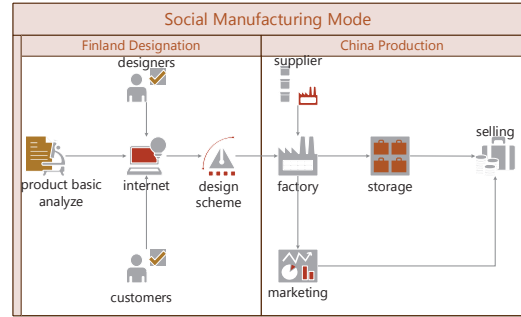 Social Manufacturing Mode
Finland Designation
China Production
designers
supplier
selling
product basic
analyze
internet
design
scheme
factory
storage
customers
marketing